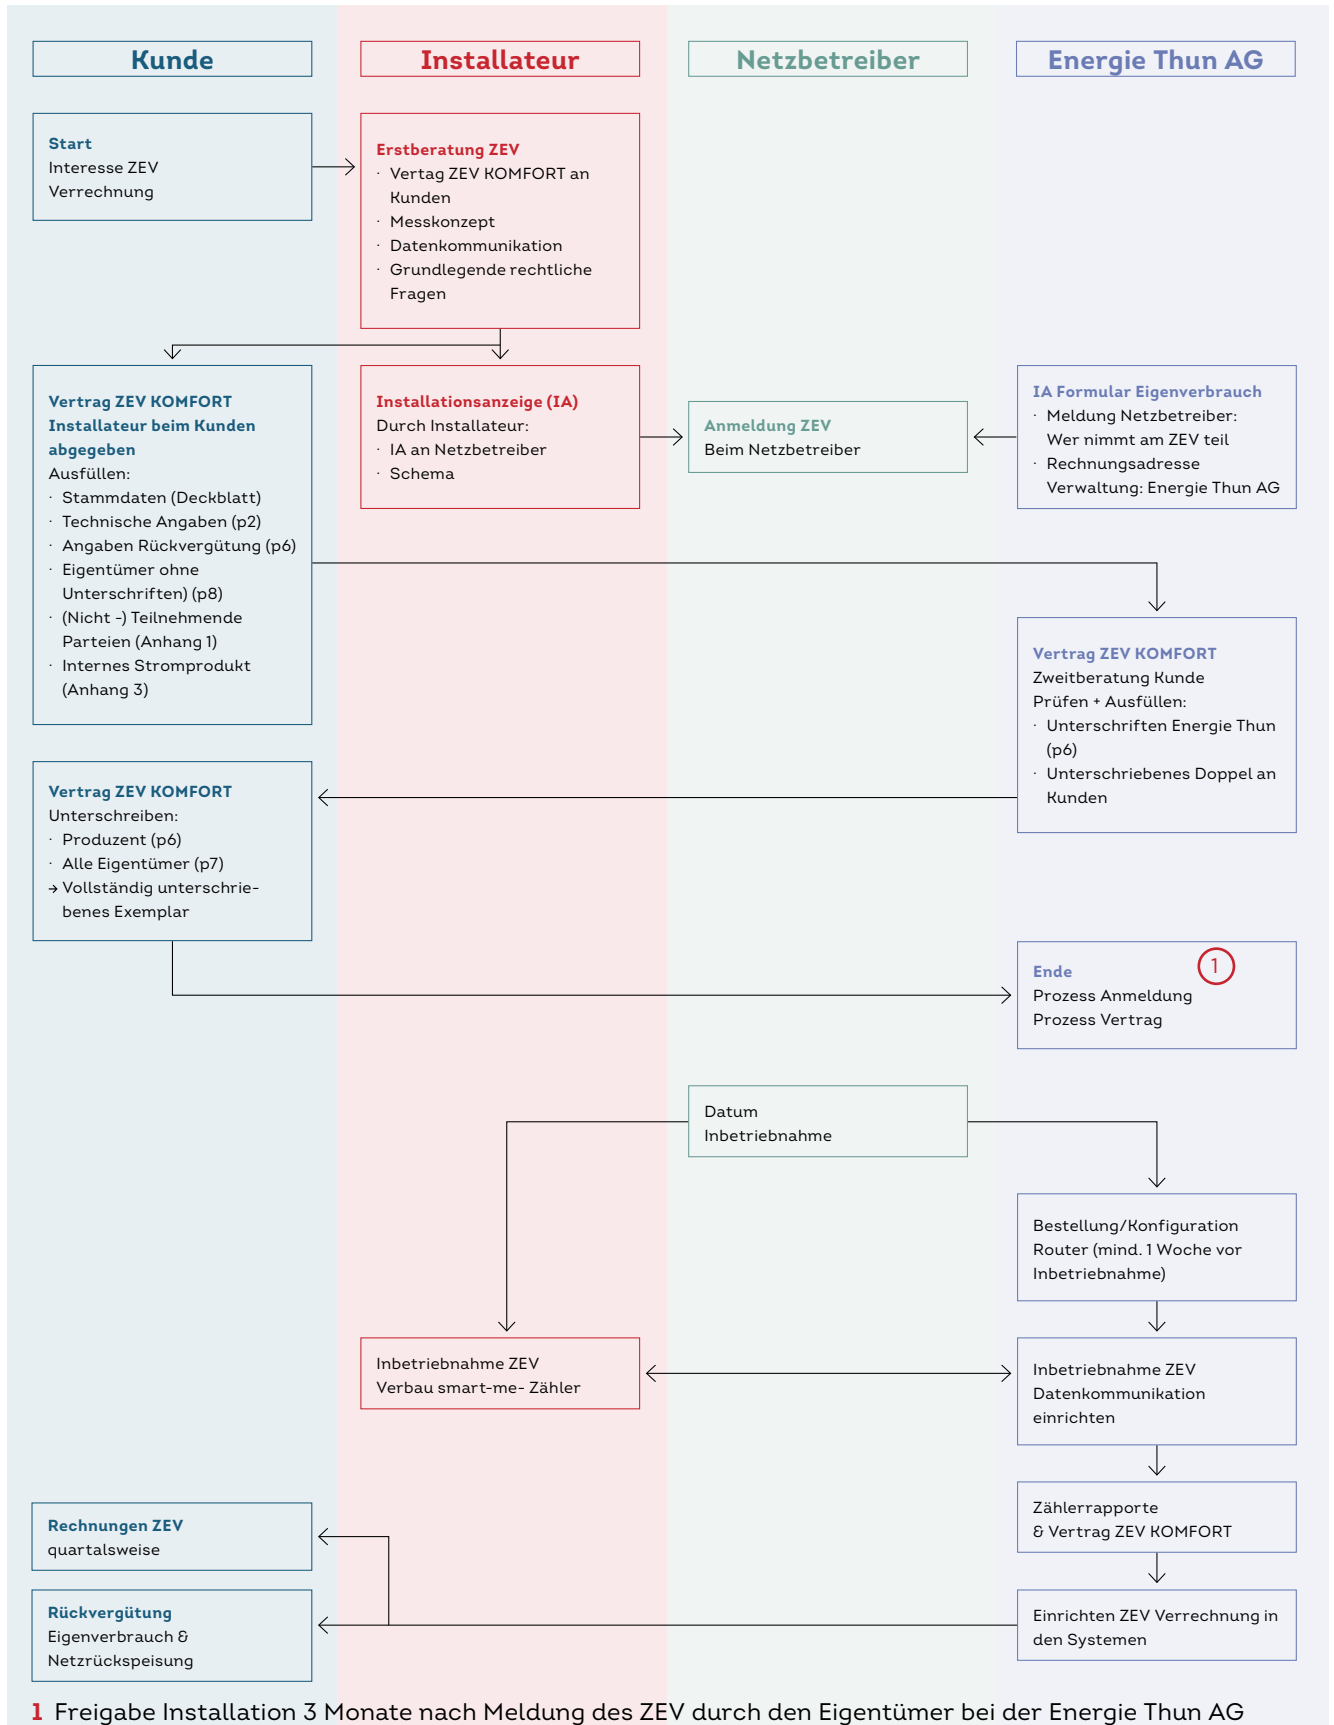 Kunde
Installateur
Netzbetreiber
Energie Thun AG
Start
Interesse ZEV
Verrechnung
Erstberatung ZEV
· Vertag ZEV KOMFORT an
Kunden
· Messkonzept
· Datenkommunikation
· Grundlegende rechtliche
Fragen
Vertrag ZEV KOMFORT
Installateur beim Kunden
abgegeben
Ausfüllen:
· Stammdaten (Deckblatt)
· Technische Angaben (p2)
· Angaben Rückvergütung (p6)
· Eigentümer ohne
Unterschriften) (p8)
· (Nicht -) Teilnehmende
Parteien (Anhang 1)
· Internes Stromprodukt
(Anhang 3)
Installationsanzeige (IA)
Durch Installateur:
· IA an Netzbetreiber
· Schema
Anmeldung ZEV
Beim Netzbetreiber
IA Formular Eigenverbrauch
· Meldung Netzbetreiber:
Wer nimmt am ZEV teil
· Rechnungsadresse
Verwaltung: Energie Thun AG
Vertrag ZEV KOMFORT
Zweitberatung Kunde
Prüfen + Ausfüllen:
· Unterschriften Energie Thun
(p6)
· Unterschriebenes Doppel an
Kunden
Vertrag ZEV KOMFORT
Unterschreiben:
· Produzent (p6)
· Alle Eigentümer (p7)
→ Vollständig unterschrie-
benes Exemplar
Ende
1
Prozess Anmeldung
Prozess Vertrag
Datum
Inbetriebnahme
Bestellung/Konfiguration
Router (mind. 1 Woche vor
Inbetriebnahme)
Inbetriebnahme ZEV
Verbau smart-me- Zähler
Inbetriebnahme ZEV
Datenkommunikation
einrichten
Zählerrapporte
& Vertrag ZEV KOMFORT
Rechnungen ZEV
quartalsweise
Rückvergütung
Eigenverbrauch &
Netzrückspeisung
Einrichten ZEV Verrechnung in
den Systemen
1 Freigabe Installation 3 Monate nach Meldung des ZEV durch den Eigentümer bei der Energie Thun AG